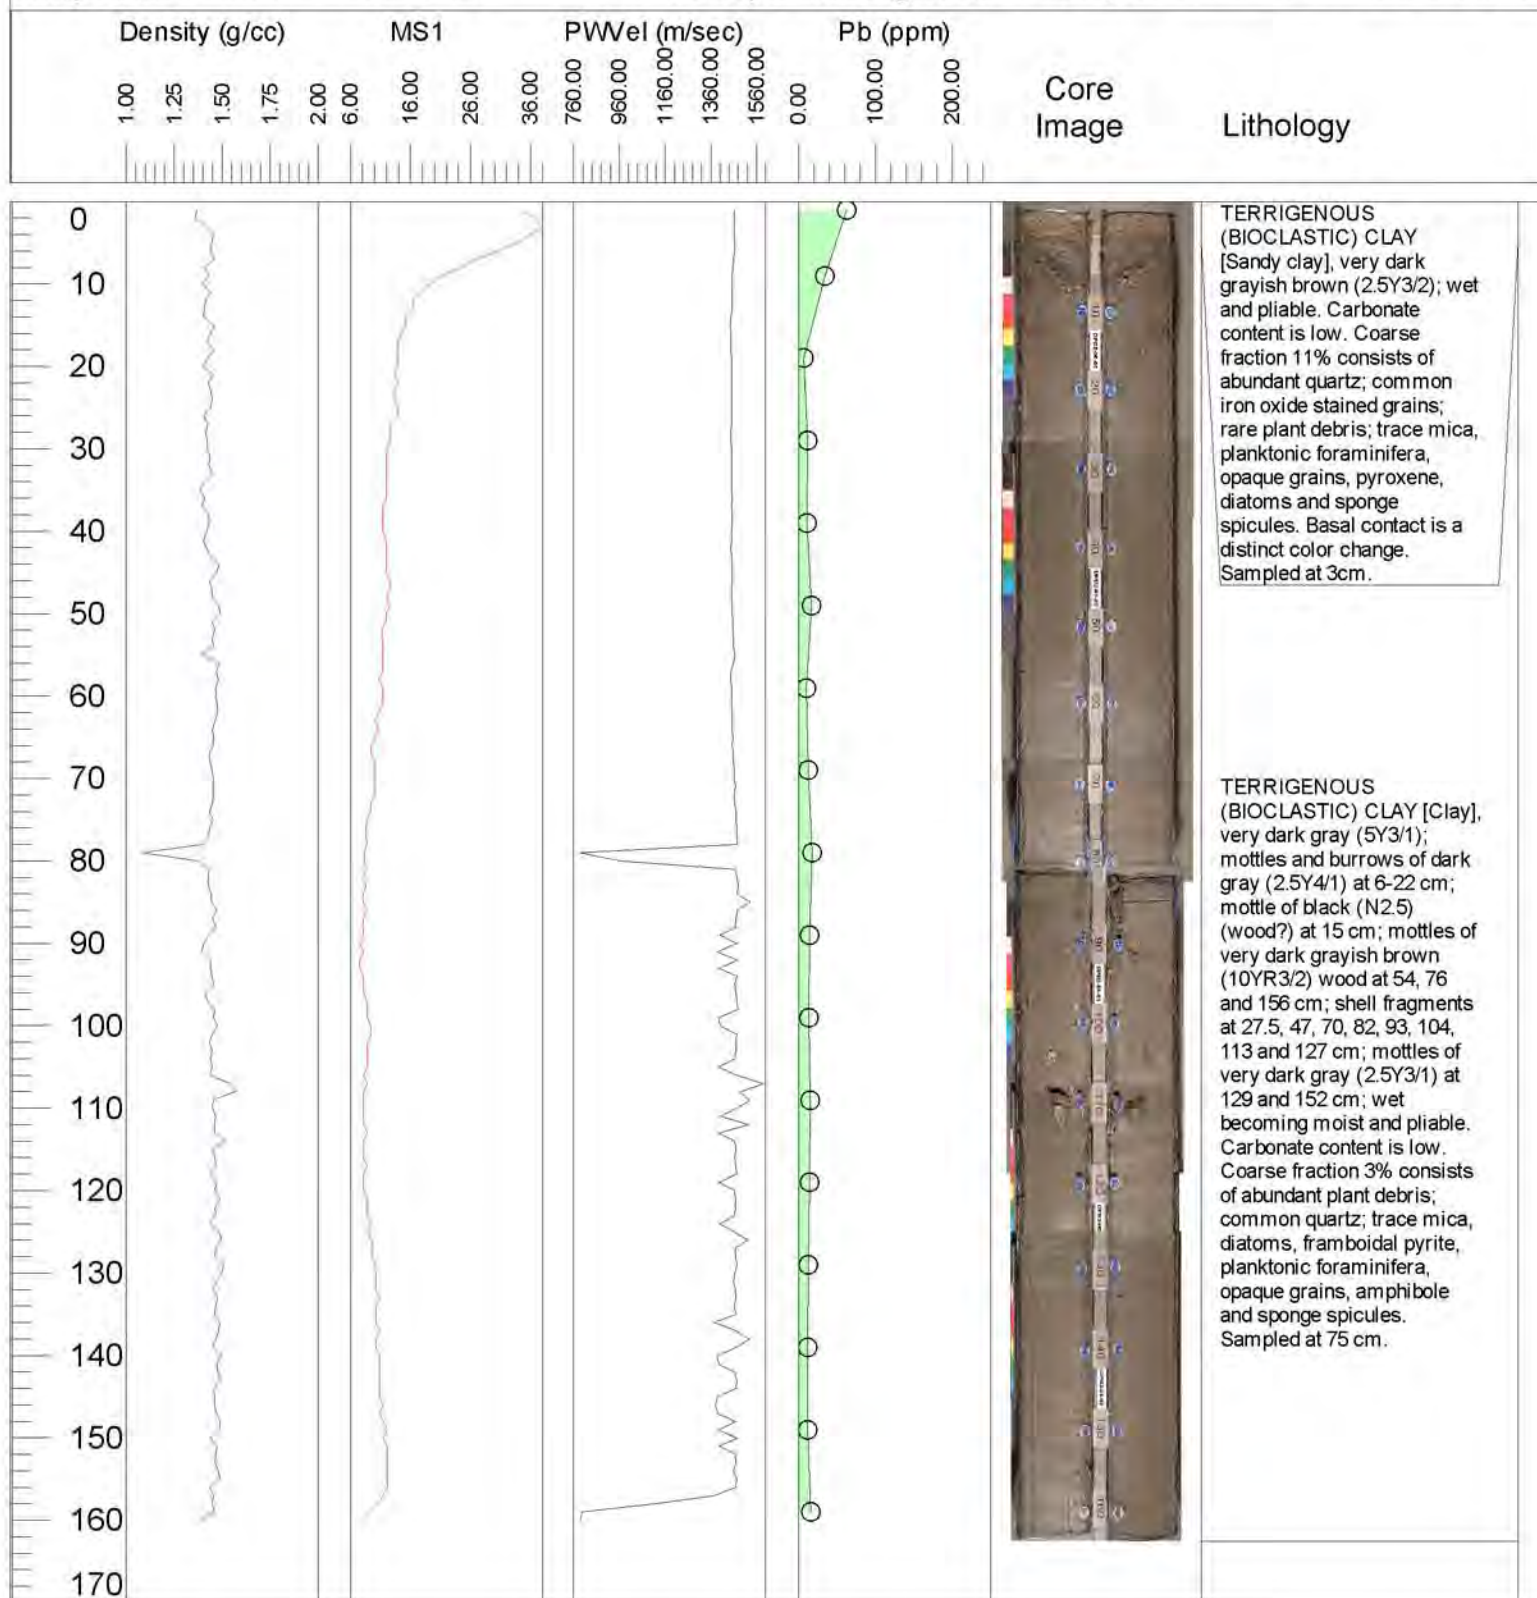 Density (g/cc) MS1 PWVel (m/sec) Pb (ppm)
1.00 1.25 1.50 1.75 2.00 6.00 16.00 26.00 36.00 760.00 960.00 1160.00 1360.00 1560.00 0.00 100.00 200.00
Core
Image
Lithology
0
10
20
30
40
50
60
70
80
90
100
110
120
130
140
150
160
170
TERRIGENOUS
(BIOCLASTIC) CLAY
[Sandy clay], very dark
grayish brown (2.5Y3/2); wet
and pliable. Carbonate
content is low. Coarse
fraction 11% consists of
abundant quartz; common
iron oxide stained grains;
rare plant debris; trace mica,
planktonic foraminifera,
opaque grains, pyroxene,
diatoms and sponge
spicules. Basal contact is a
distinct color change.
Sampled at 3cm.
TERRIGENOUS
(BIOCLASTIC) CLAY [Clay],
very dark gray (5Y3/1);
mottles and burrows of dark
gray (2.5Y4/1) at 6-22 cm;
mottle of black (N2.5)
(wood?) at 15 cm; mottles of
very dark grayish brown
(10YR3/2) wood at 54, 76
and 156 cm; shell fragments
at 27.5, 47, 70, 82, 93, 104,
113 and 127 cm; mottles of
very dark gray (2.5Y3/1) at
129 and 152 cm; wet
becoming moist and pliable.
Carbonate content is low.
Coarse fraction 3% consists
of abundant plant debris;
common quartz; trace mica,
diatoms, framboidal pyrite,
planktonic foraminifera,
opaque grains, amphibole
and sponge spicules.
Sampled at 75 cm.